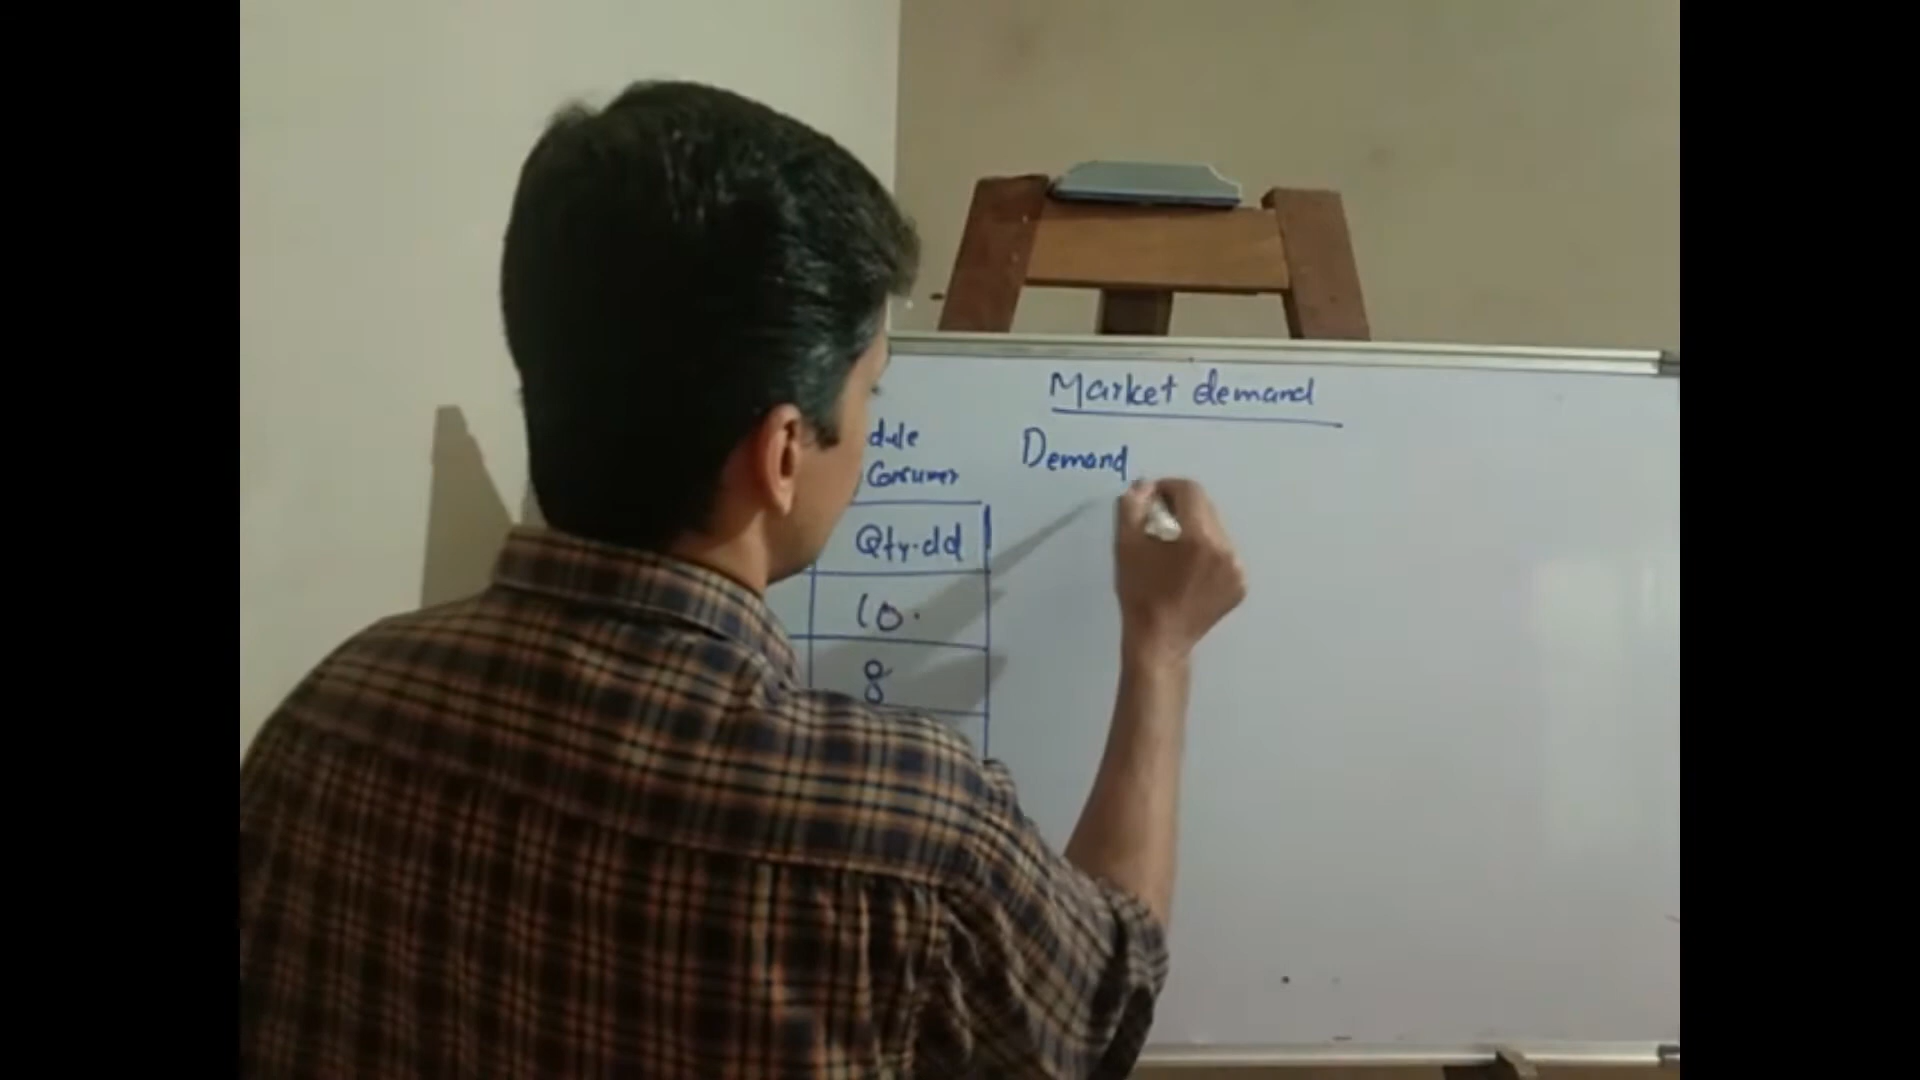 Market demand
dule
Consumer
Demand
Qty.dd
10.
8